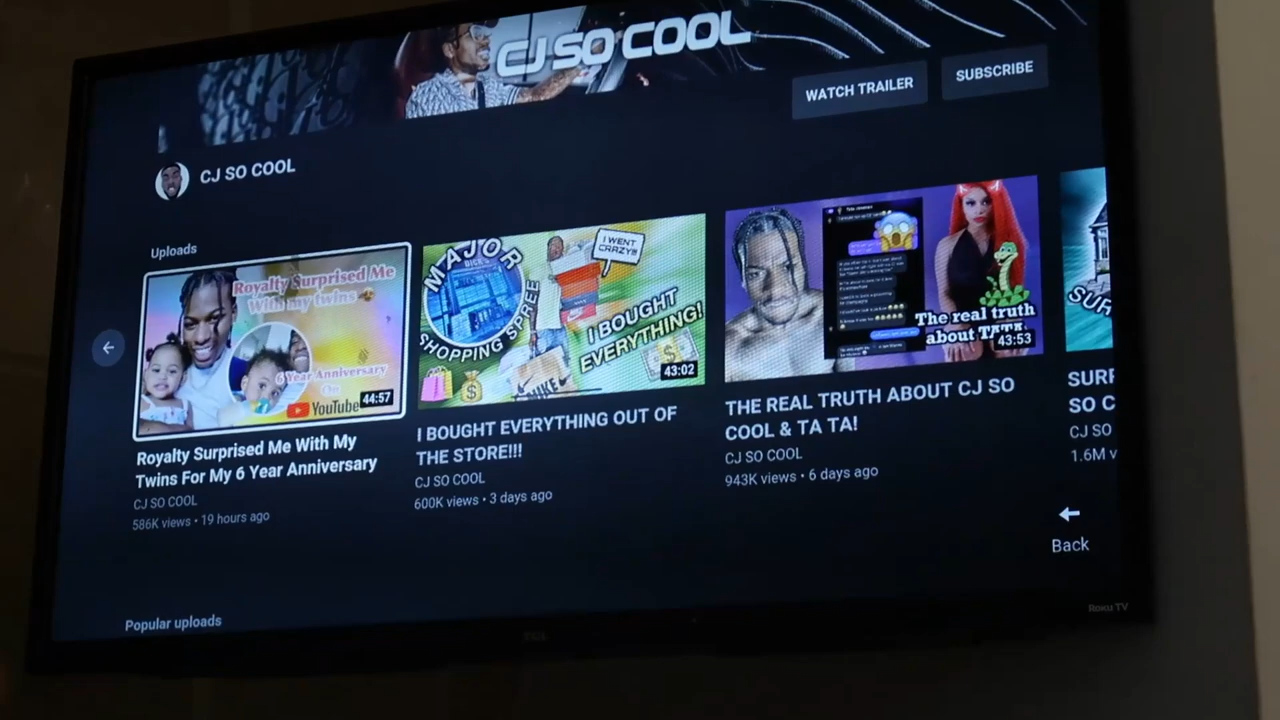 CJ SO COOL
WATCH TRAILER
SUBSCRIBE
CJ SO COOL
Uploads
Royalty Surprised Me
With my twins
6 Year Anniversary
On
YouTube
44:57
Royalty Surprised Me With My
Twins For My 6 Year Anniversary
CJ SO COOL
586K views • 19 hours ago
MAJOR
SHOPPING SPREE
I WENT
CRAZY!!
I BOUGHT
EVERYTHING!
43:02
I BOUGHT EVERYTHING OUT OF
THE STORE!!!
CJ SO COOL
600K views • 3 days ago
The real truth
about TATA
43:53
THE REAL TRUTH ABOUT CJ SO
COOL & TA TA!
CJ SO COOL
943K views • 6 days ago
SUR
SURF
SO C
CJ SO
1.6M v
Back
Popular uploads
TCL
Roku TV